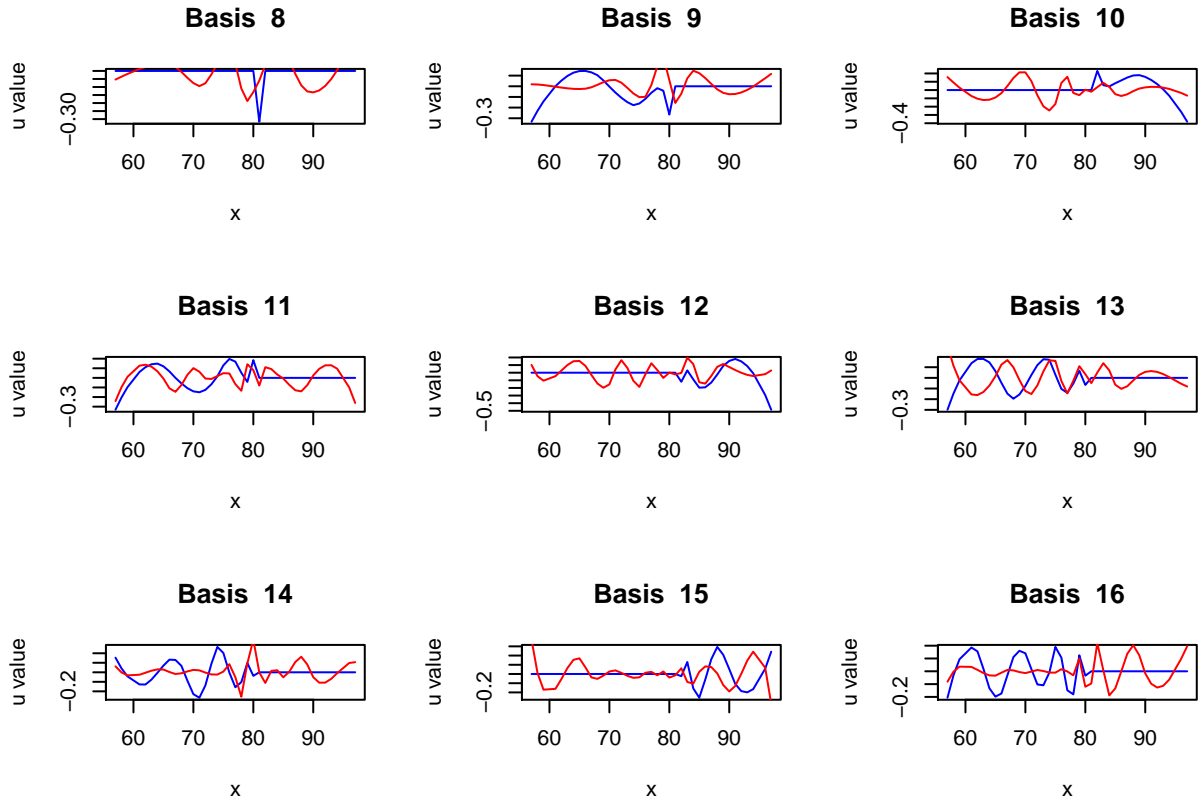 Basis 8
Basis 9
Basis 10
u value
−0.30
60 70 80 90
x
u value
−0.3
60 70 80 90
x
u value
−0.4
60 70 80 90
x
Basis 11
Basis 12
Basis 13
u value
−0.3
60 70 80 90
x
u value
−0.5
60 70 80 90
x
u value
−0.3
60 70 80 90
x
Basis 14
Basis 15
Basis 16
u value
−0.2
60 70 80 90
x
u value
−0.2
60 70 80 90
x
u value
−0.2
60 70 80 90
x